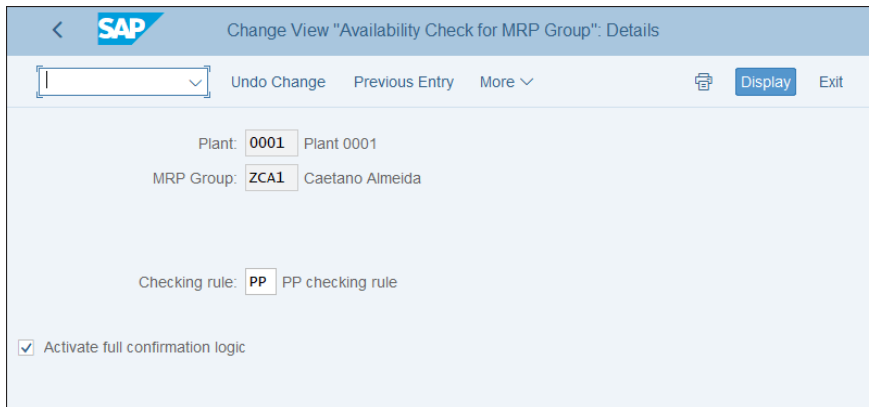 SAP Change View "Availability Check for MRP Group": Details
Undo Change Previous Entry More Display Exit
Plant: 0001 Plant 0001
MRP Group: ZCA1 Caetano Almeida
Checking rule: PP PP checking rule
Activate full confirmation logic